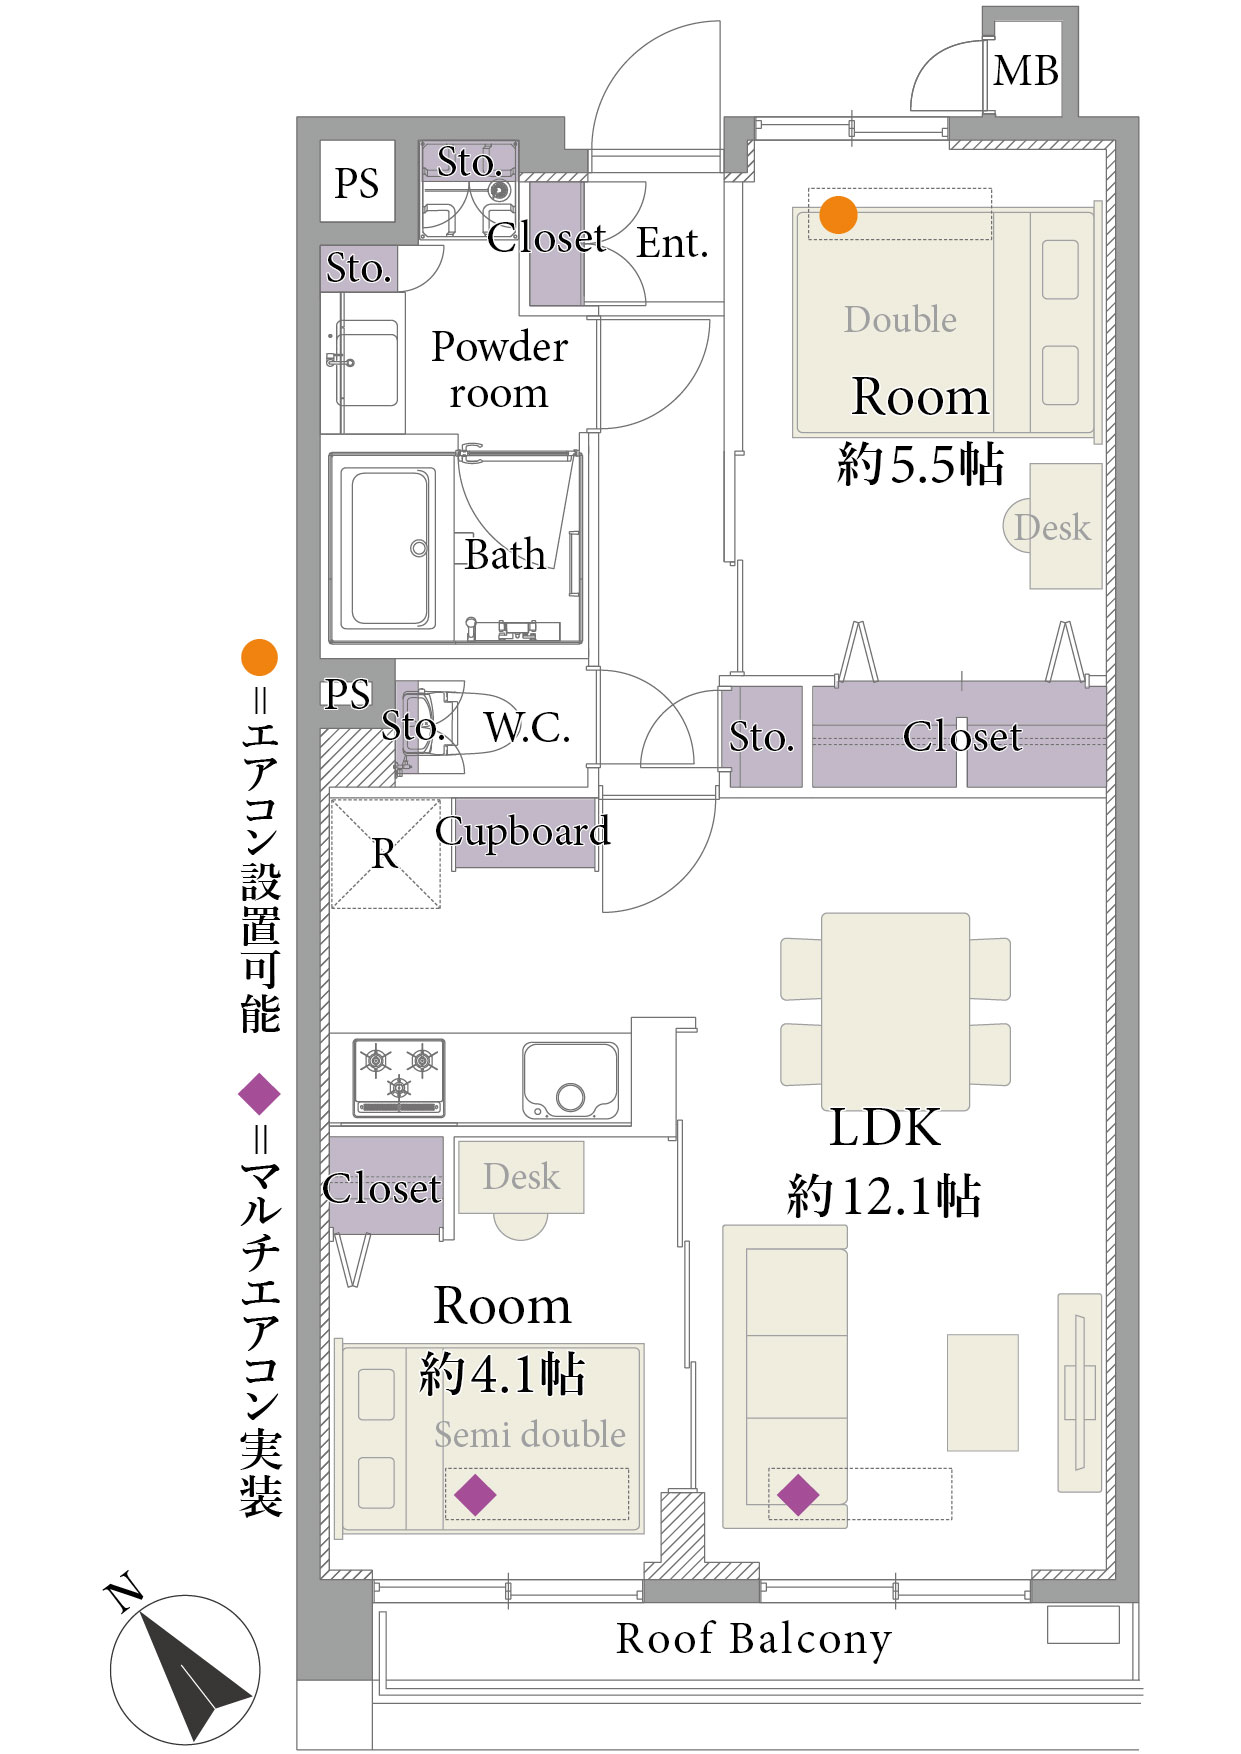 MB
PS
Sto.
Closet
Ent.
Sto.
Double
Powder
room
Room
約5.5帖
Desk
Bath
PS
Sto.
W.C.
Sto.
Closet
R
Cupboard
●=エアコン設置可能 ◆=マルチエアコン実装
LDK
約12.1帖
Closet
Desk
Room
約4.1帖
Semi double
N
Roof Balcony